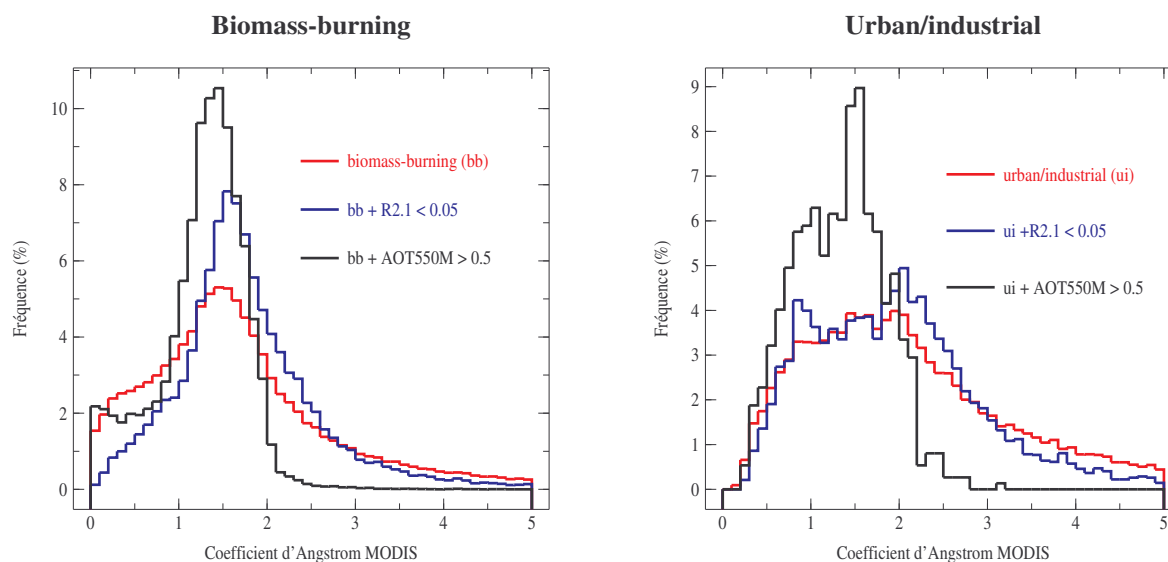 Biomass-burning
10
8
6
4
2
0
Fréquence (%)
biomass-burning (bb)
bb + R2.1 < 0.05
bb + AOT550M > 0.5
0 1 2 3 4 5
Coefficient d'Angstrom MODIS
Urban/industrial
9
8
7
6
5
4
3
2
1
0
Fréquence (%)
urban/industrial (ui)
ui +R2.1 < 0.05
ui + AOT550M > 0.5
0 1 2 3 4 5
Coefficient d'Angstrom MODIS